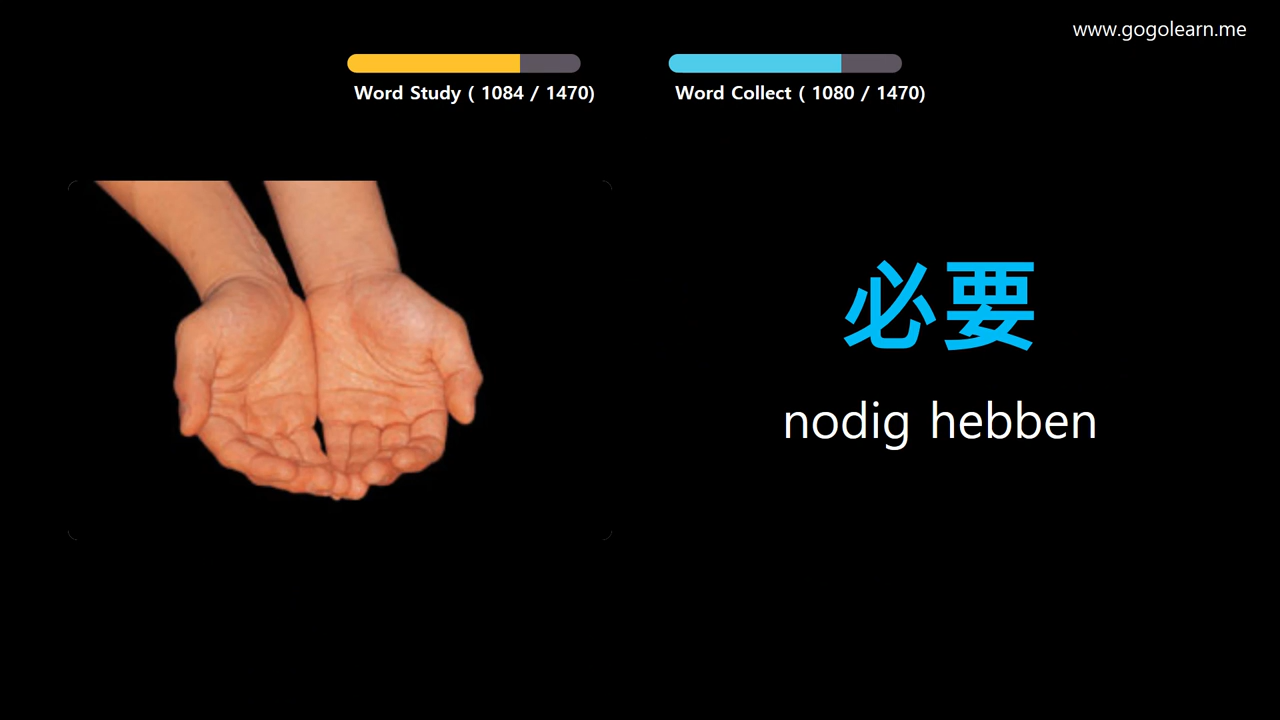 www.gogolearn.me
Word Study ( 1084 / 1470)
Word Collect ( 1080 / 1470)
必要
nodig hebben